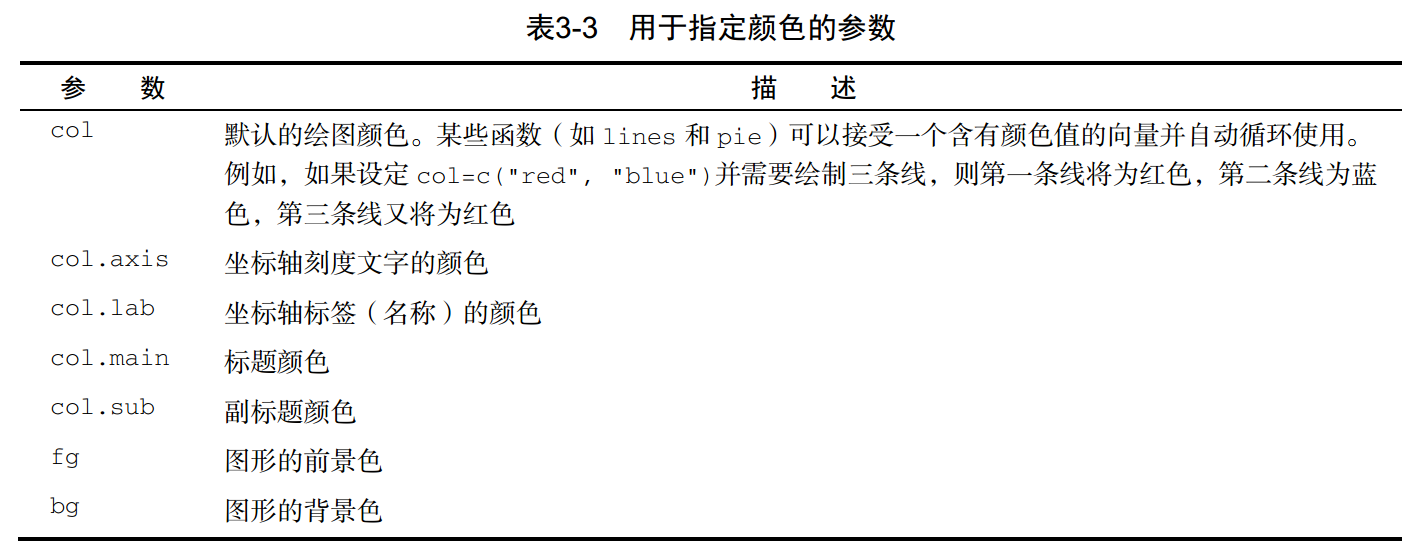 表3-3 用于指定颜色的参数
参 数 描 述
col 默认的绘图颜色。某些函数（如 lines 和 pie）可以接受一个含有颜色值的向量并自动循环使用。
例如，如果设定 col=c("red", "blue")并需要绘制三条线，则第一条线将为红色，第二条线为蓝
色，第三条线又将为红色
col.axis 坐标轴刻度文字的颜色
col.lab 坐标轴标签（名称）的颜色
col.main 标题颜色
col.sub 副标题颜色
fg 图形的前景色
bg 图形的背景色